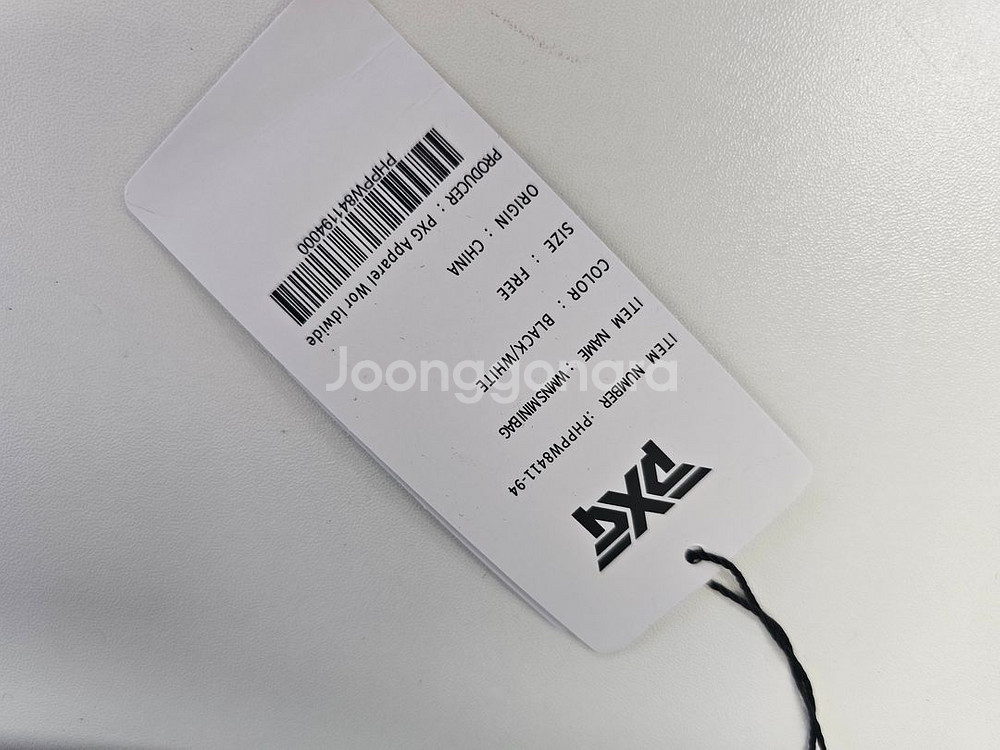 PXG
ITEM NUMBER :PHPPW8411-94
ITEM NAME :WMNSMINIBAG
COLOR : BLACK/WHITE
SIZE : FREE
ORIGIN : CHINA
PRODUCER : PXG Apparel Worldwide
PHPPW841194000
Joonggonara